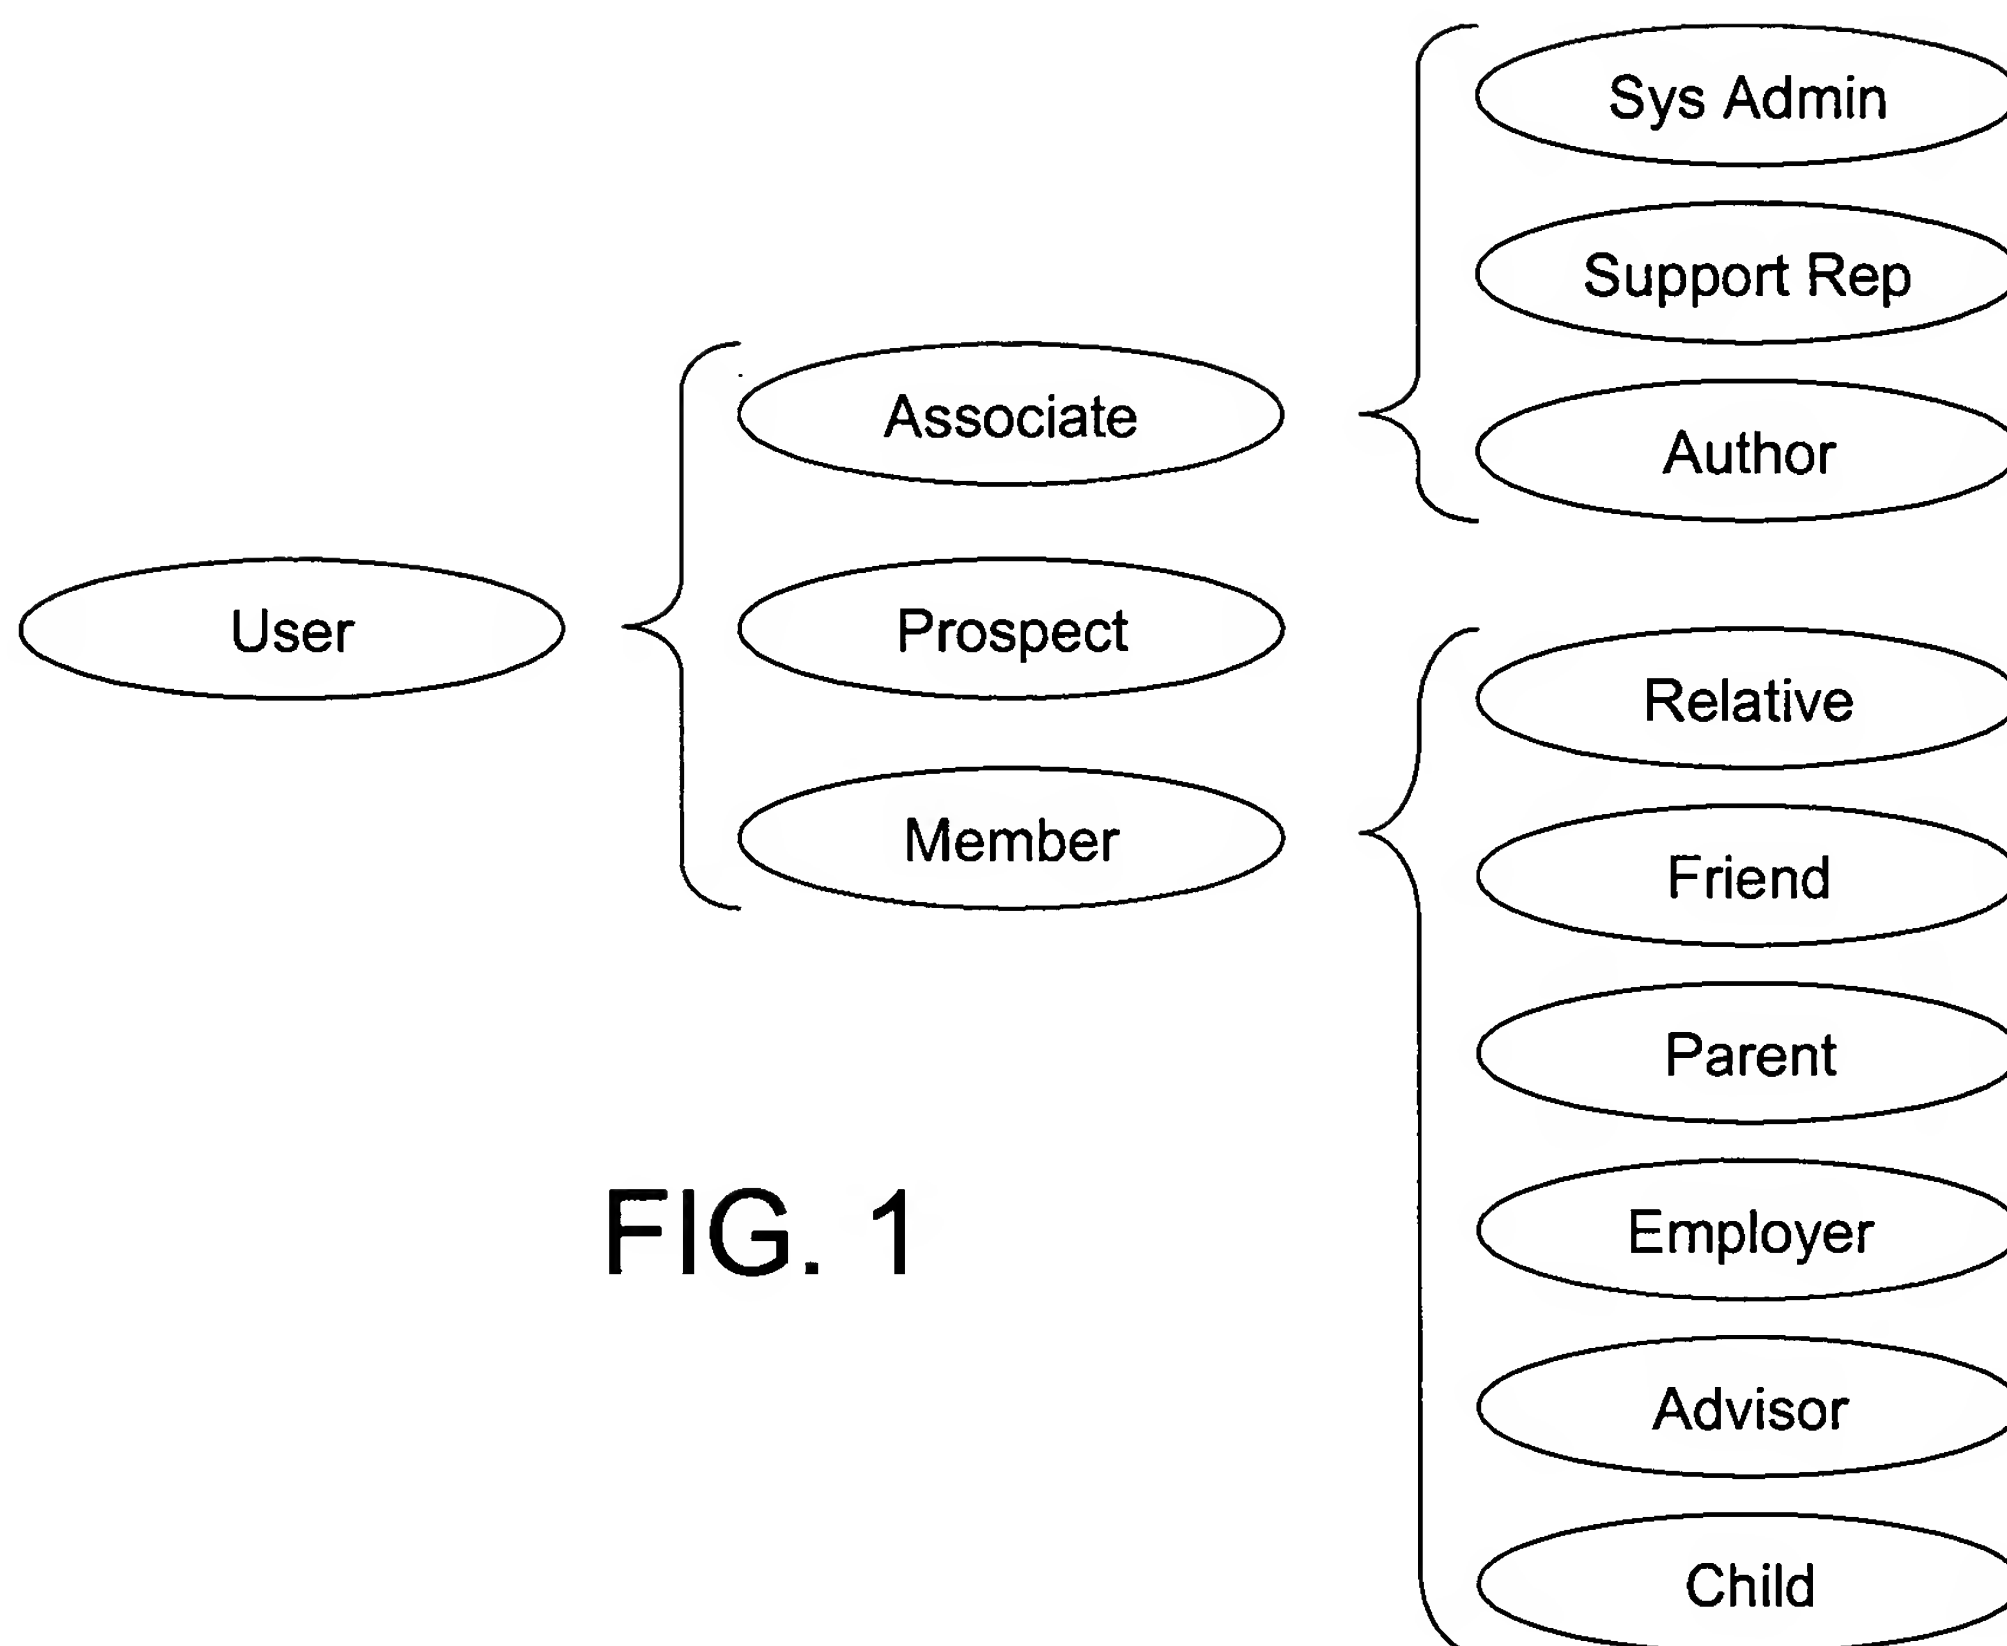 User
Associate
Prospect
Member
Sys Admin
Support Rep
Author
Relative
Friend
Parent
Employer
Advisor
Child
FIG. 1